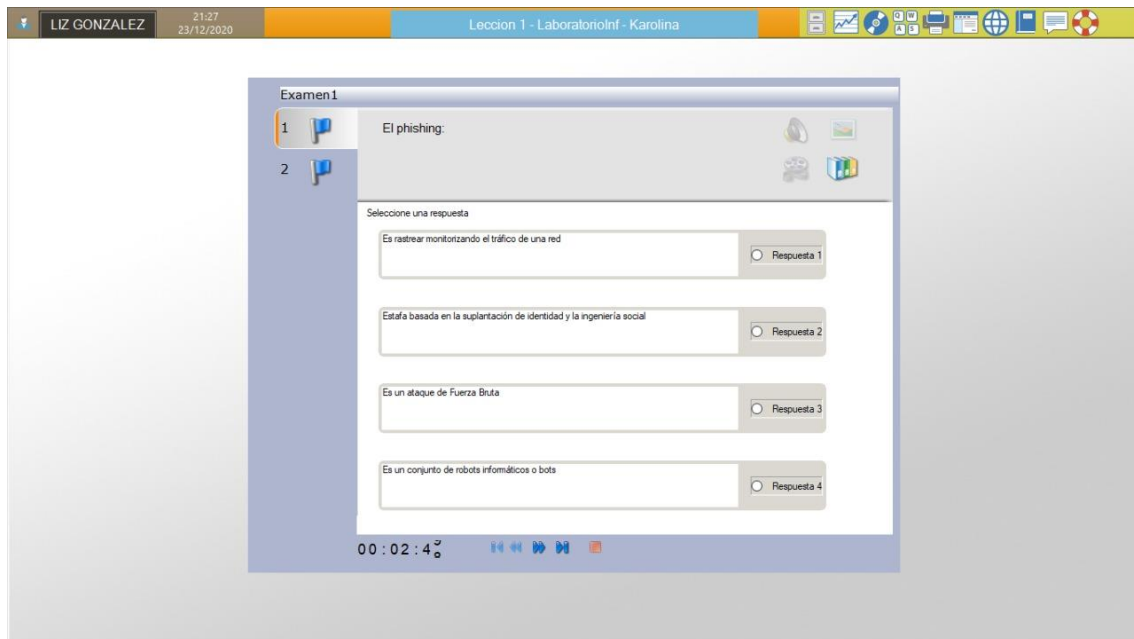 LIZ GONZALEZ
21:27
23/12/2020
Leccion 1 - LaboratorioInf - Karolina
Q W
A S
Examen1
1
El phishing:
2
Seleccione una respuesta
Es rastrear monitorizando el tráfico de una red
Respuesta 1
Estafa basada en la suplantación de identidad y la ingeniería social
Respuesta 2
Es un ataque de Fuerza Bruta
Respuesta 3
Es un conjunto de robots informáticos o bots
Respuesta 4
00:02:4